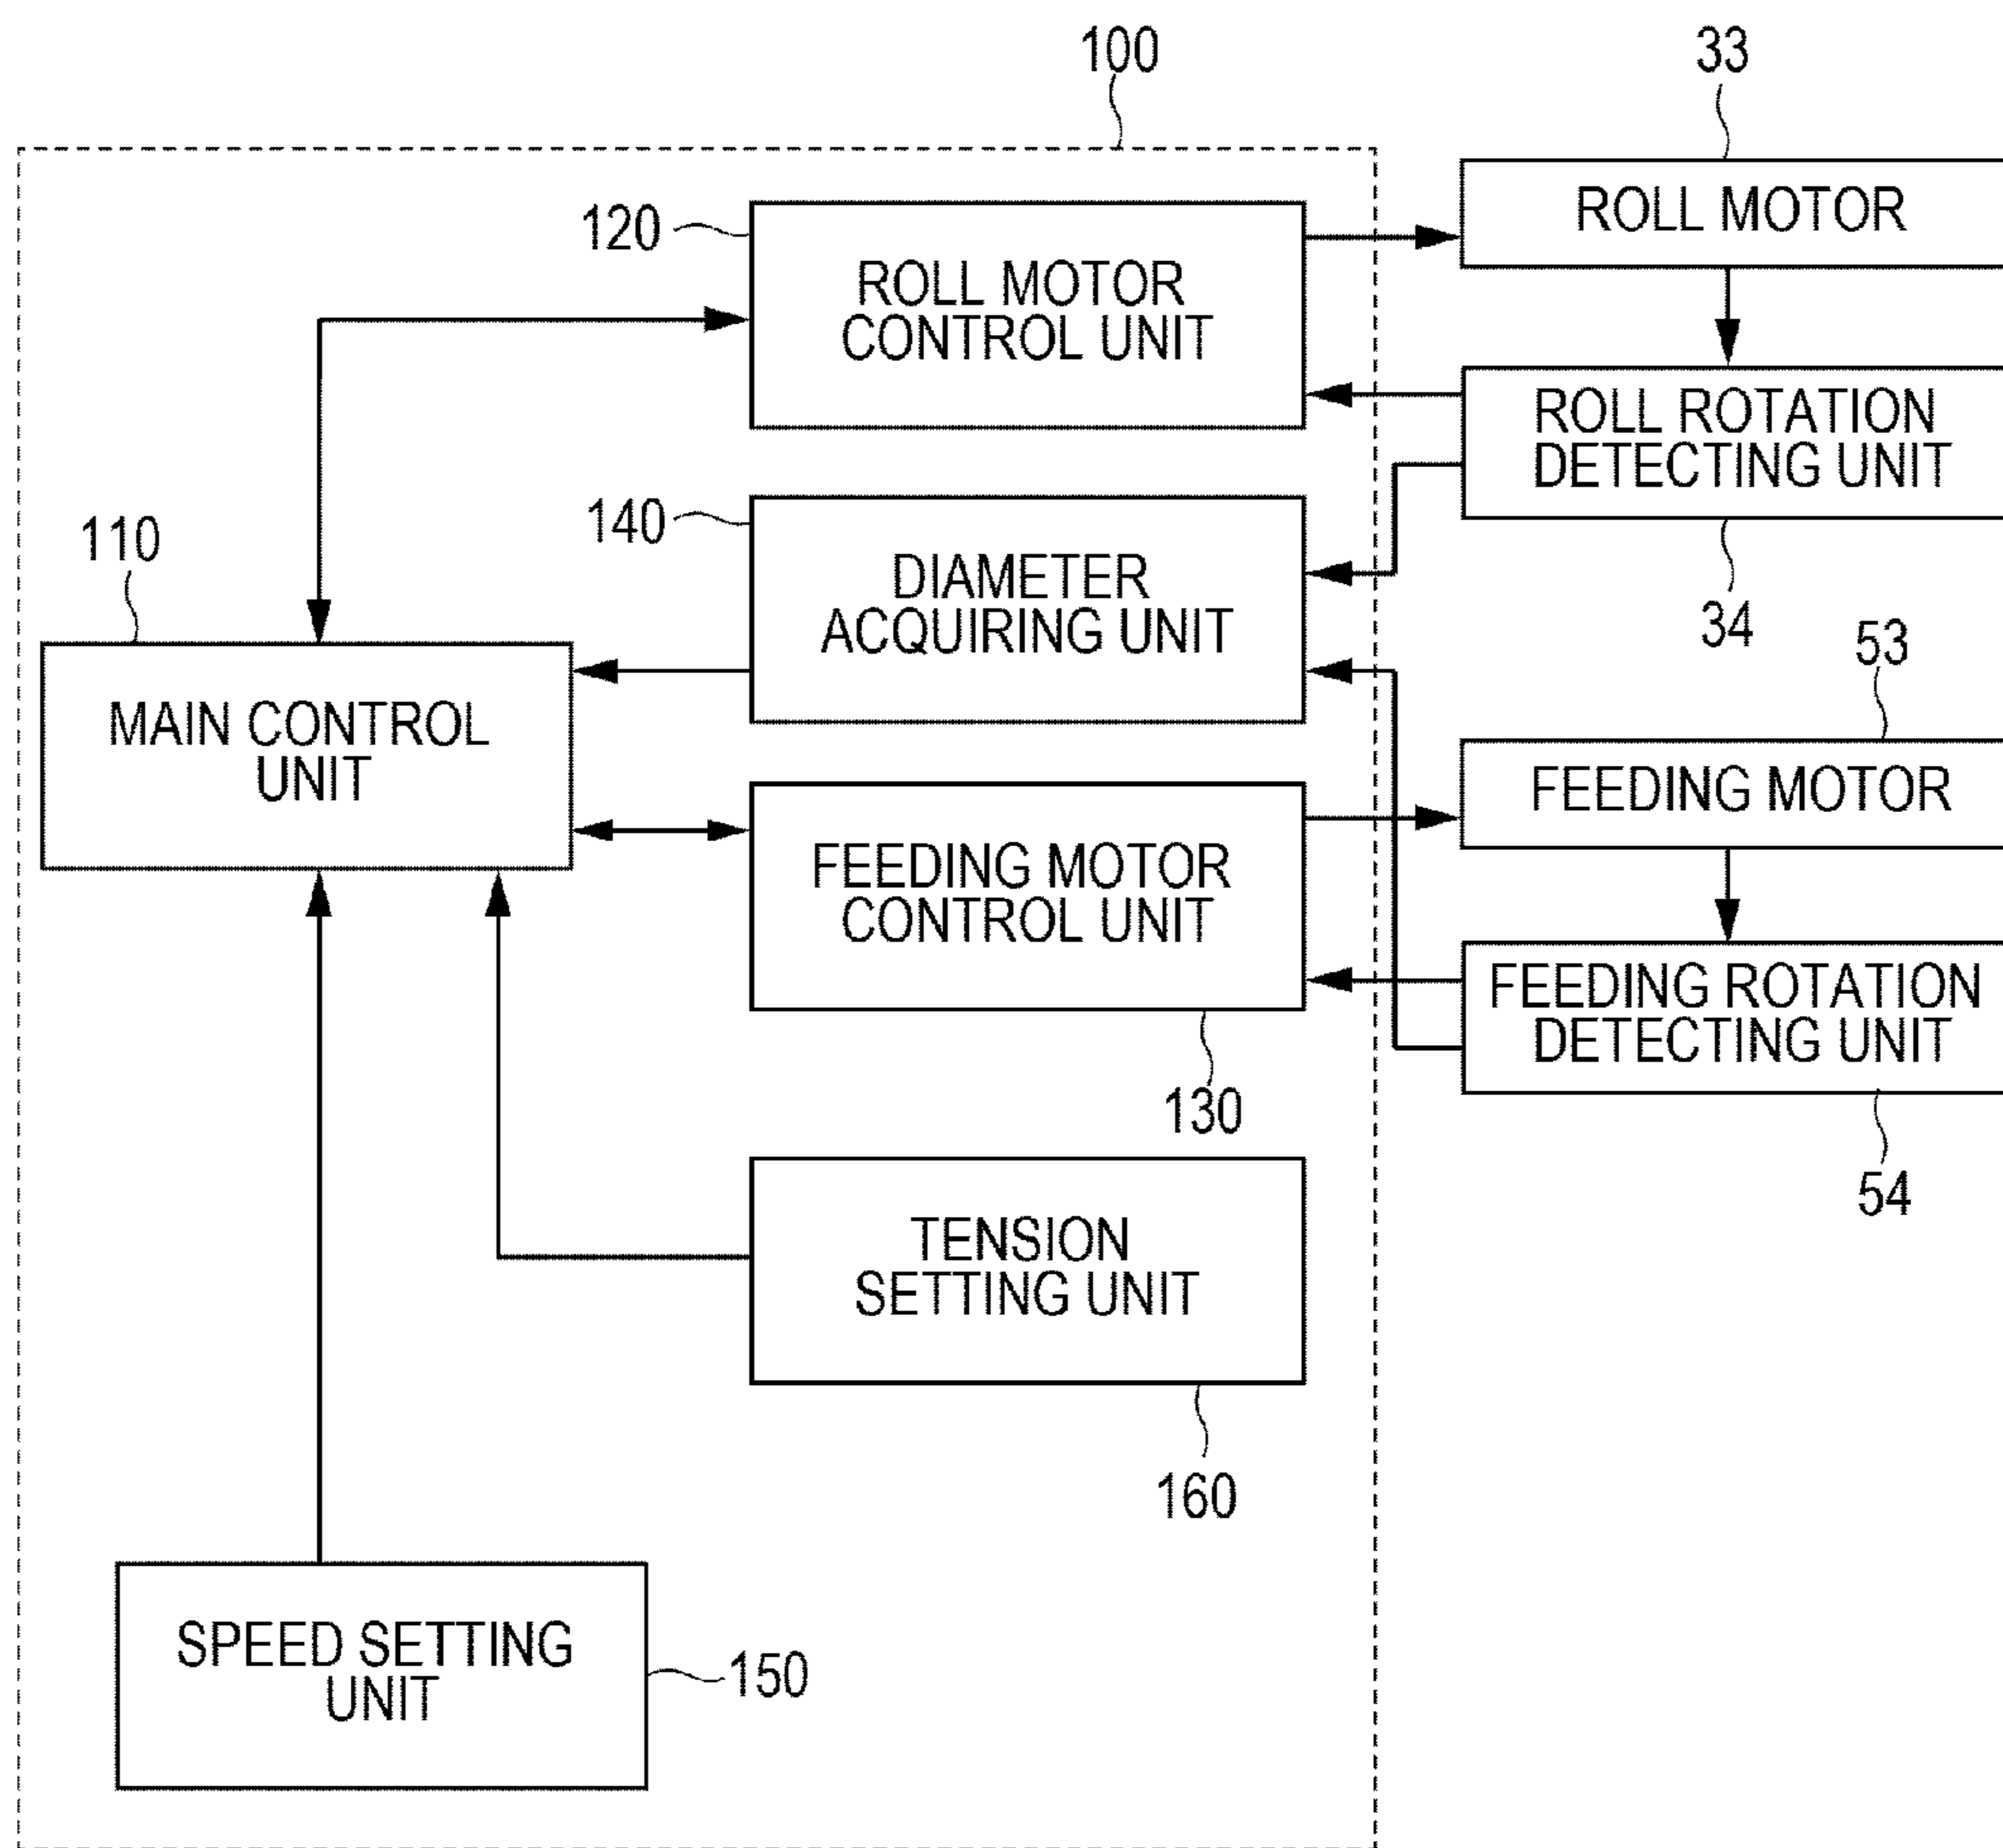 100
33
ROLL MOTOR
120
ROLL MOTOR
CONTROL UNIT
ROLL ROTATION
DETECTING UNIT
34
140
DIAMETER
ACQUIRING UNIT
110
MAIN CONTROL
UNIT
53
FEEDING MOTOR
FEEDING MOTOR
CONTROL UNIT
130
FEEDING ROTATION
DETECTING UNIT
54
TENSION
SETTING UNIT
160
SPEED SETTING
UNIT
150